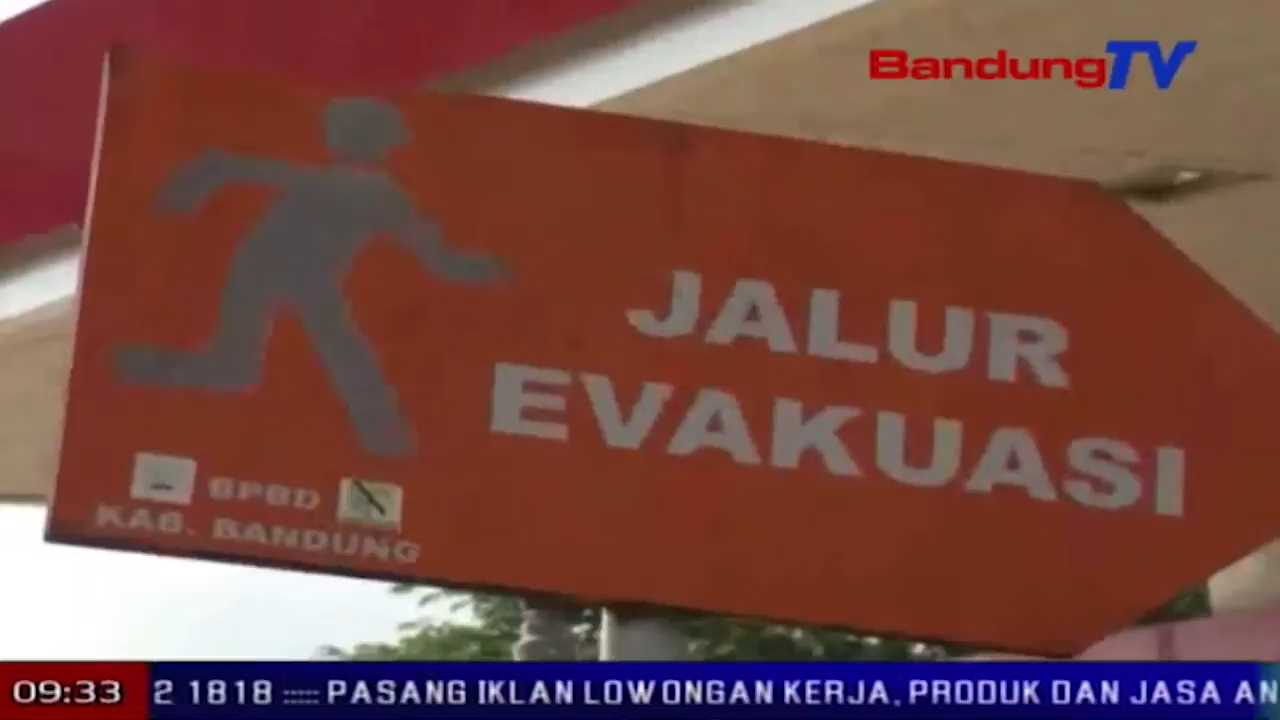 BandungTV
JALUR
EVAKUASI
BPBD
KAB. BANDUNG
09:33 2 1818 ::::: PASANG IKLAN LOWONGAN KERJA, PRODUK DAN JASA AN